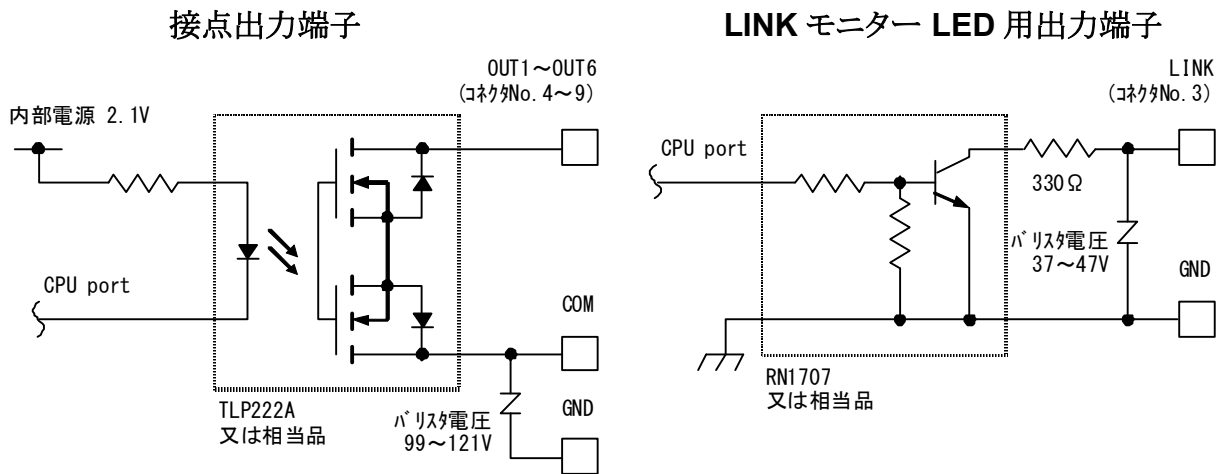 接点出力端子
OUT1～OUT6
(ｺﾈｸﾀNo.4～9)
内部電源 2.1V
CPU port
COM
GND
TLP222A
又は相当品
ﾊﾞﾘｽﾀ電圧
99～121V
LINK モニター LED 用出力端子
LINK
(ｺﾈｸﾀNo.3)
CPU port
330Ω
ﾊﾞﾘｽﾀ電圧
37～47V
GND
RN1707
又は相当品